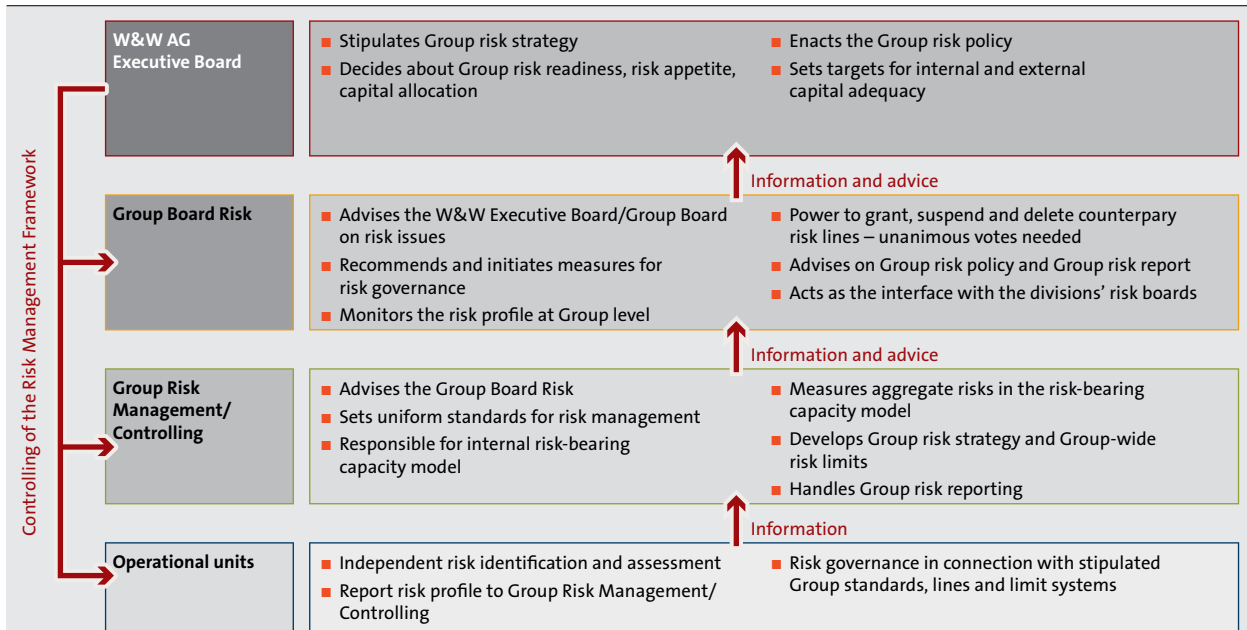 Controlling of the Risk Management Framework
W&W AG
Executive Board
Stipulates Group risk strategy
Decides about Group risk readiness, risk appetite,
capital allocation
Enacts the Group risk policy
Sets targets for internal and external
capital adequacy
Information and advice
Group Board Risk
Advises the W&W Executive Board/Group Board
on risk issues
Recommends and initiates measures for
risk governance
Monitors the risk profile at Group level
Power to grant, suspend and delete counterpary
risk lines – unanimous votes needed
Advises on Group risk policy and Group risk report
Acts as the interface with the divisions’ risk boards
Information and advice
Group Risk
Management/
Controlling
Advises the Group Board Risk
Sets uniform standards for risk management
Responsible for internal risk-bearing
capacity model
Measures aggregate risks in the risk-bearing
capacity model
Develops Group risk strategy and Group-wide
risk limits
Handles Group risk reporting
Information
Operational units
Independent risk identification and assessment
Report risk profile to Group Risk Management/
Controlling
Risk governance in connection with stipulated
Group standards, lines and limit systems